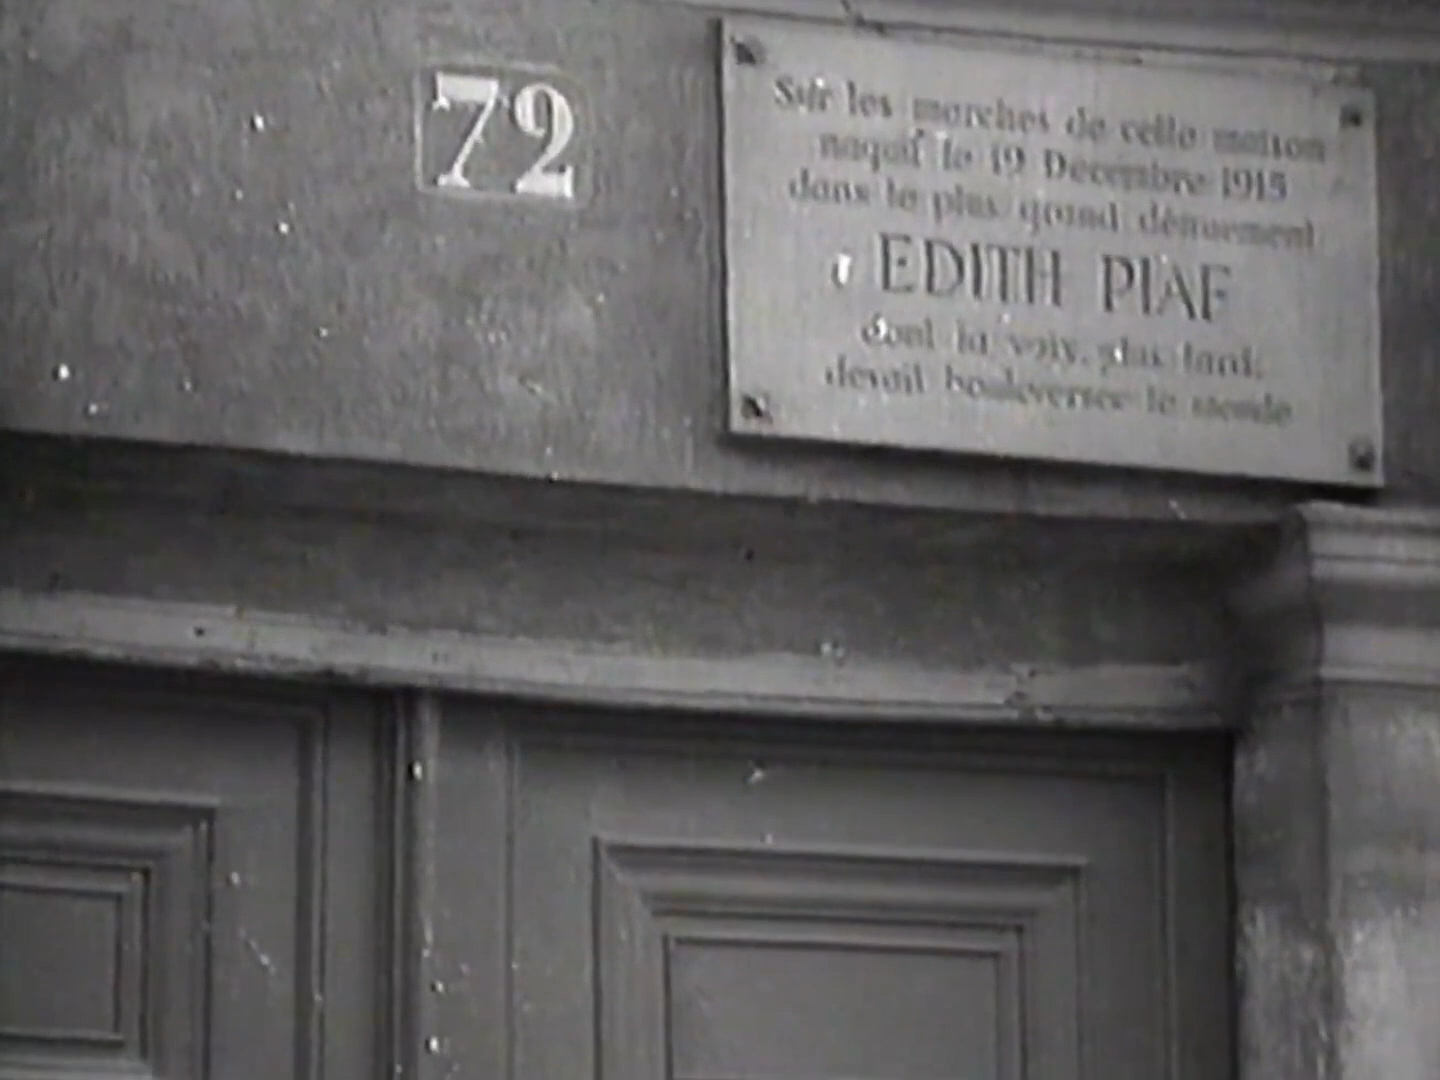 72
Sur les marches de cette maison
naquit le 19 Decembre 1915
dans le plus grand dénuement
EDITH PIAF
dont la voix, plus tard,
devait bouleverser le monde